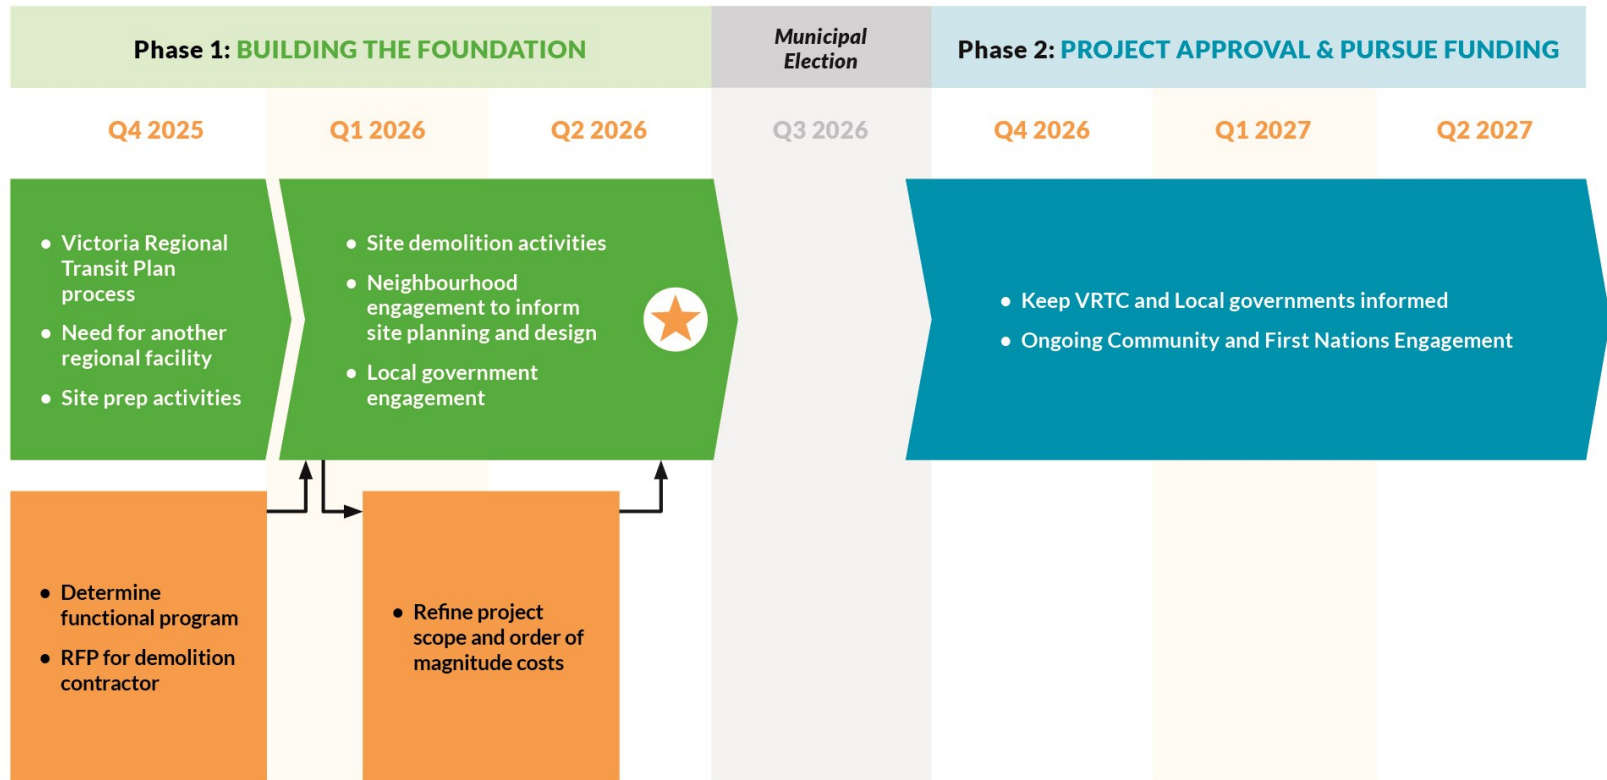 Phase 1: BUILDING THE FOUNDATION
Municipal
Election
Phase 2: PROJECT APPROVAL & PURSUE FUNDING
Q4 2025
Q1 2026
Q2 2026
Q3 2026
Q4 2026
Q1 2027
Q2 2027
● Victoria Regional
Transit Plan
process
● Need for another
regional facility
● Site prep activities
● Site demolition activities
● Neighbourhood
engagement to inform
site planning and design
● Local government
engagement
● Keep VRTC and Local governments informed
● Ongoing Community and First Nations Engagement
● Determine
functional program
● RFP for demolition
contractor
● Refine project
scope and order of
magnitude costs